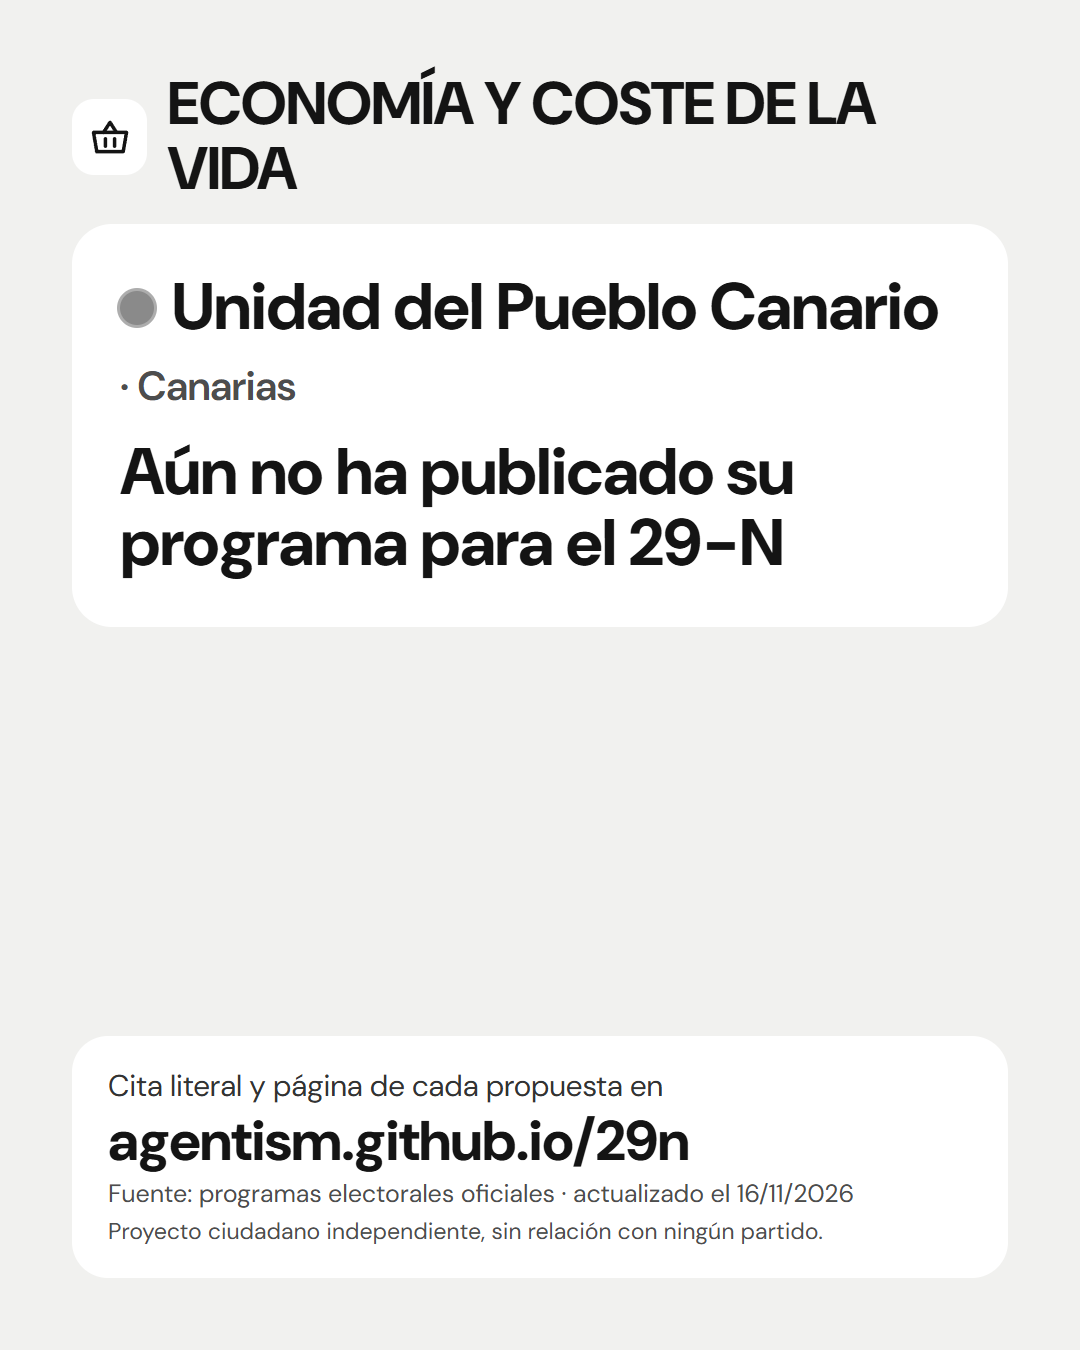 ECONOMÍA Y COSTE DE LA
VIDA
Unidad del Pueblo Canario
· Canarias
Aún no ha publicado su
programa para el 29-N
Cita literal y página de cada propuesta en
agentism.github.io/29n
Fuente: programas electorales oficiales · actualizado el 16/11/2026
Proyecto ciudadano independiente, sin relación con ningún partido.